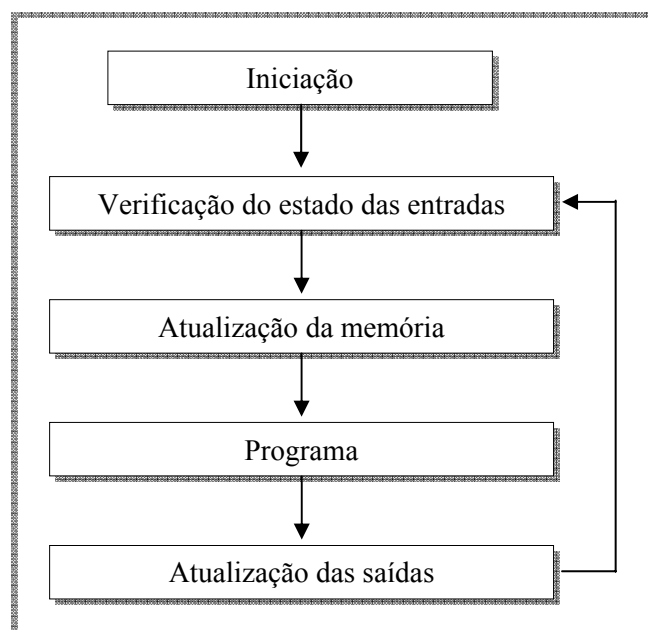 Iniciação
Verificação do estado das entradas
Atualização da memória
Programa
Atualização das saídas